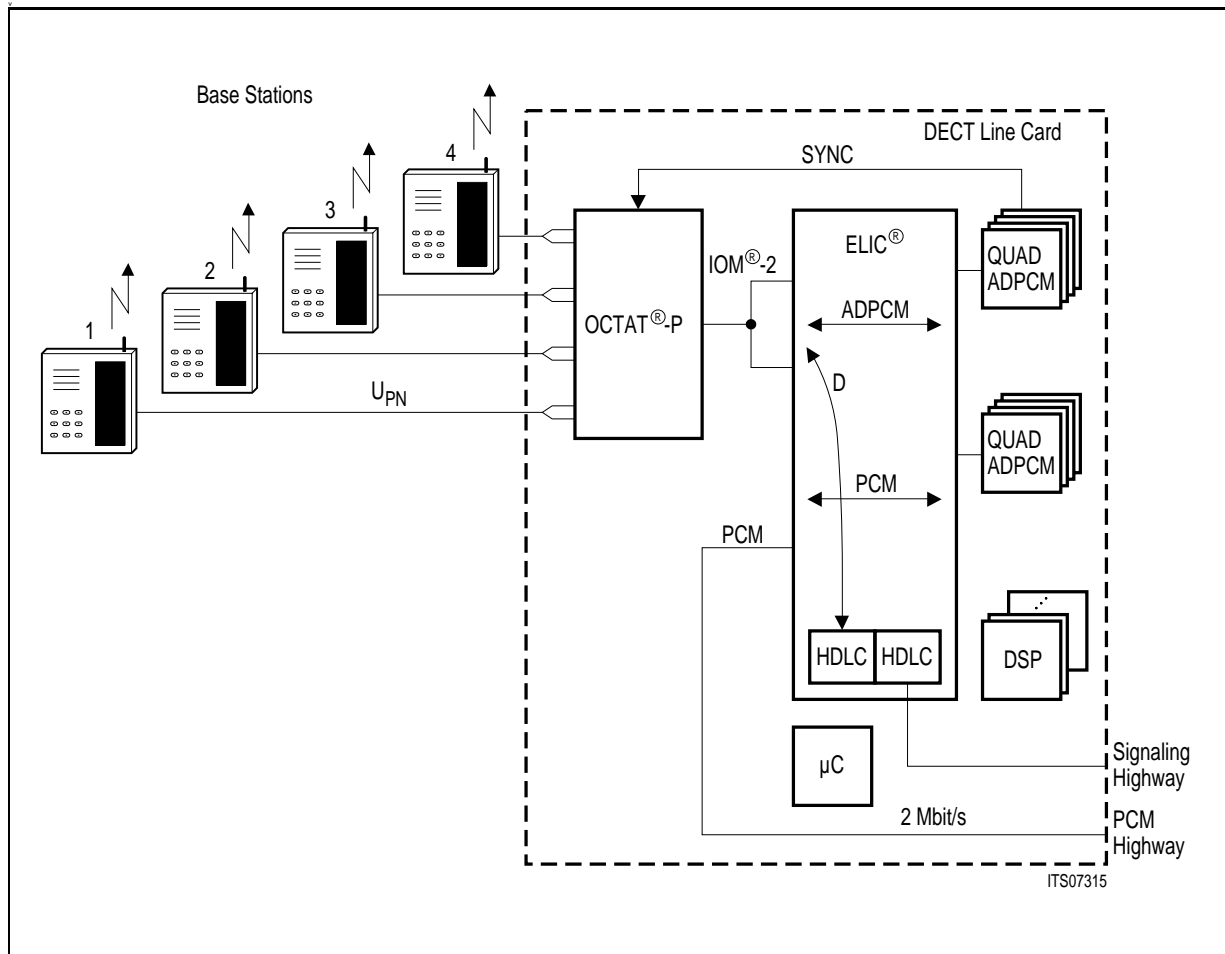 v
Base Stations
DECT Line Card
SYNC
4
3
2
1
U_PN
OCTAT®-P
IOM®-2
ELIC®
ADPCM
D
PCM
PCM
HDLC
HDLC
QUAD
ADPCM
QUAD
ADPCM
DSP
µC
Signaling
Highway
2 Mbit/s
PCM
Highway
ITS07315